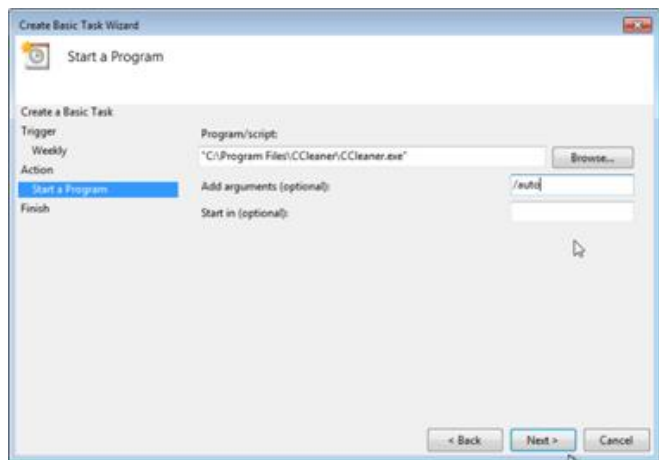 Create Basic Task Wizard
Start a Program
Create a Basic Task
Trigger
Weekly
Action
Start a Program
Finish
Program/script:
"C:\Program Files\CCleaner\CCleaner.exe"
Browse...
Add arguments (optional):
/auto
Start in (optional):
< Back
Next >
Cancel